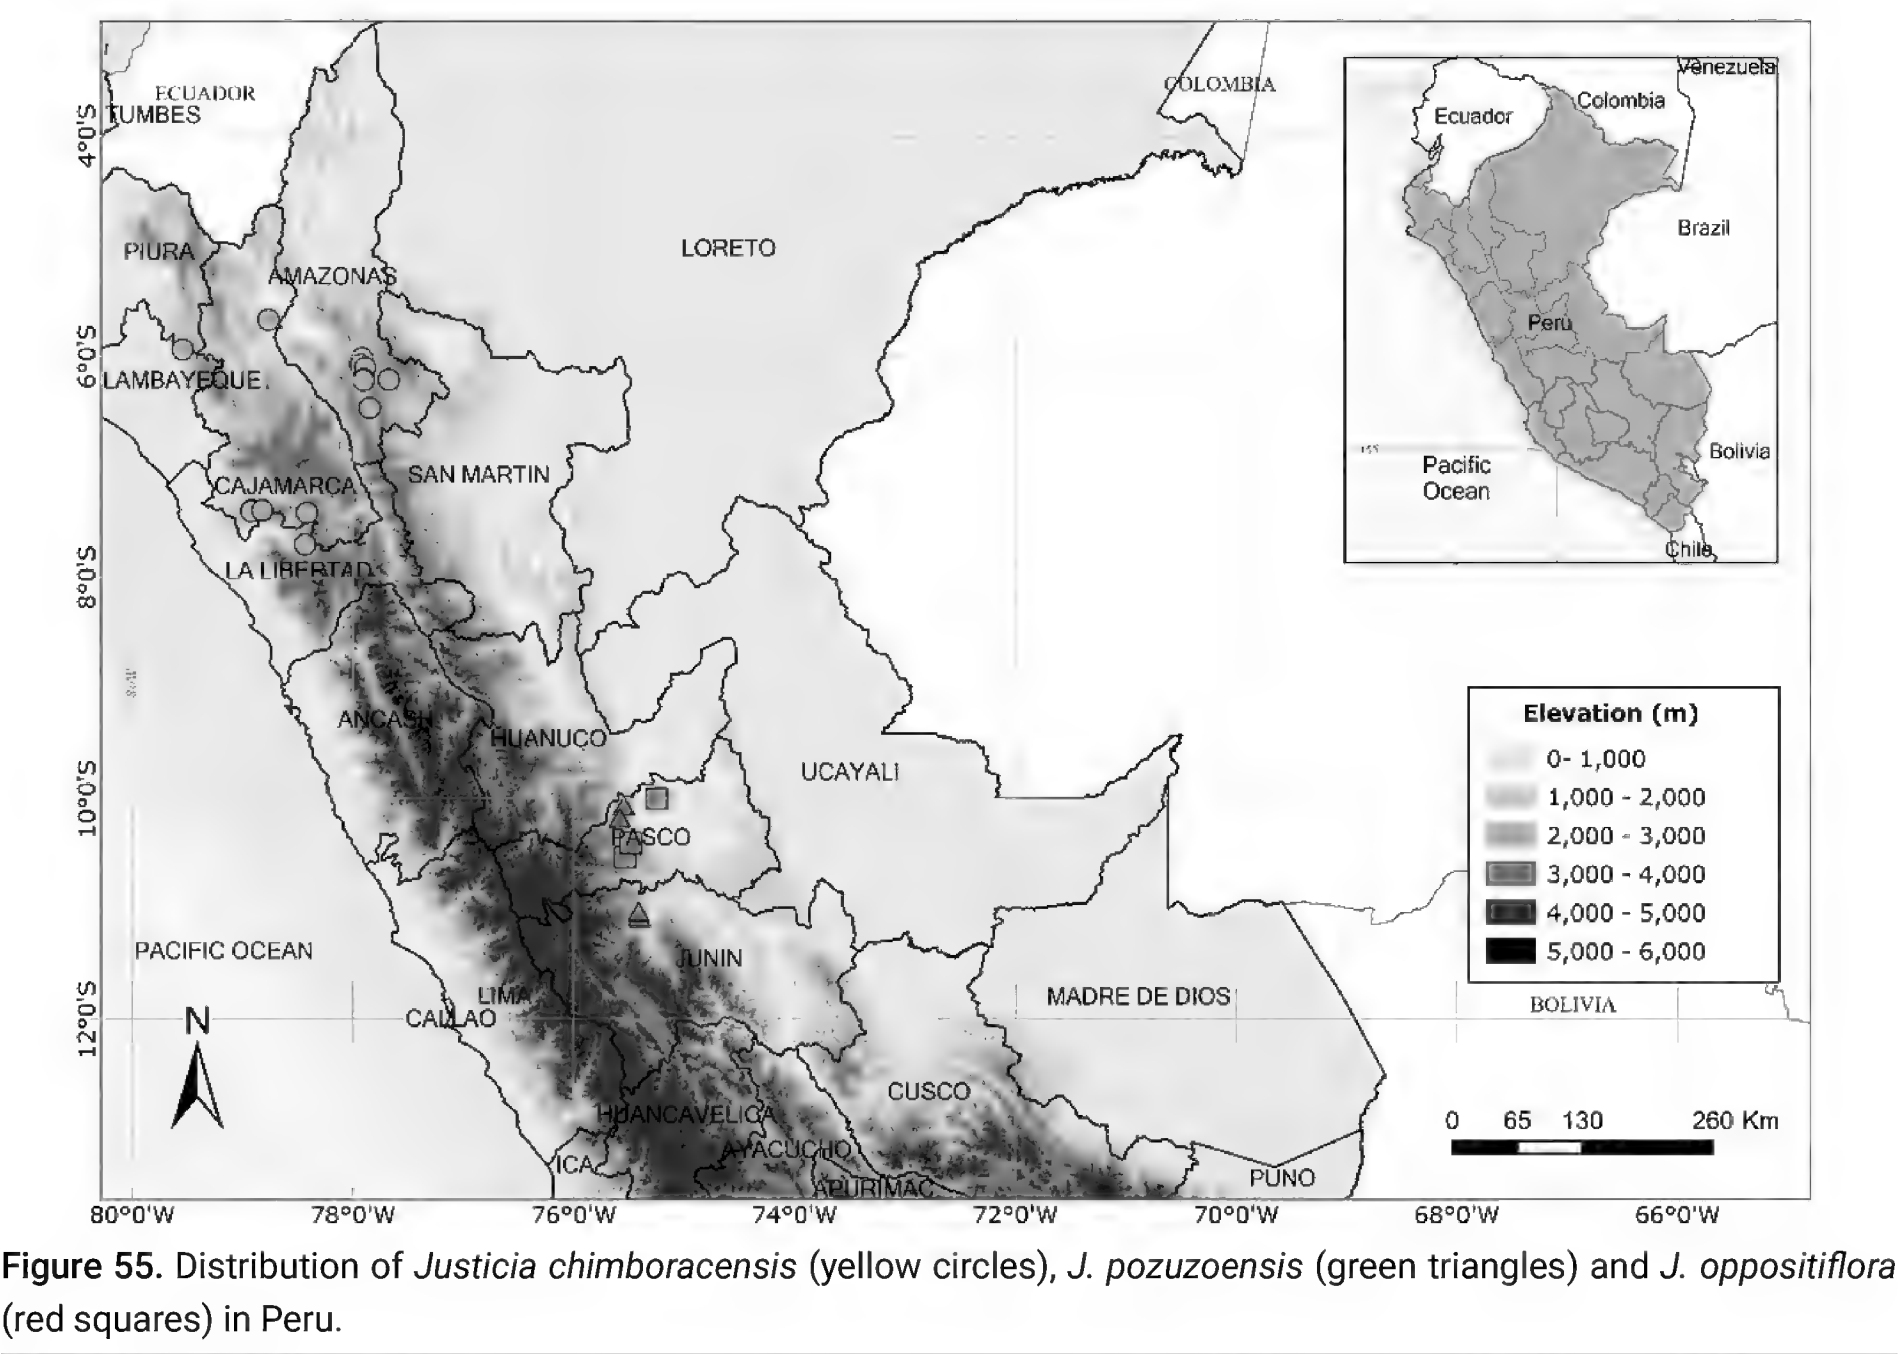 ECUADOR
TUMBES
COLOMBIA
PIURA
LORETO
AMAZONAS
LAMBAYEQUE
SAN MARTIN
CAJAMARCA
LA LIBERTAD
ANCASH
HUANUCO
UCAYALI
PASCO
PACIFIC OCEAN
JUNIN
LIMA
CALLAO
MADRE DE DIOS
BOLIVIA
CUSCO
HUANCAVELICA
AYACUCHO
ICA
APURIMAC
PUNO
N
4°0'S
6°0'S
8°0'S
10°0'S
12°0'S
80°0'W 78°0'W 76°0'W 74°0'W 72°0'W 70°0'W 68°0'W 66°0'W
Venezuela
Colombia
Ecuador
Brazil
Peru
Bolivia
Pacific
Ocean
Chile
Elevation (m)
0- 1,000
1,000 - 2,000
2,000 - 3,000
3,000 - 4,000
4,000 - 5,000
5,000 - 6,000
0 65 130 260 Km
Figure 55. Distribution of Justicia chimboracensis (yellow circles), J. pozuzoensis (green triangles) and J. oppositiflora
(red squares) in Peru.